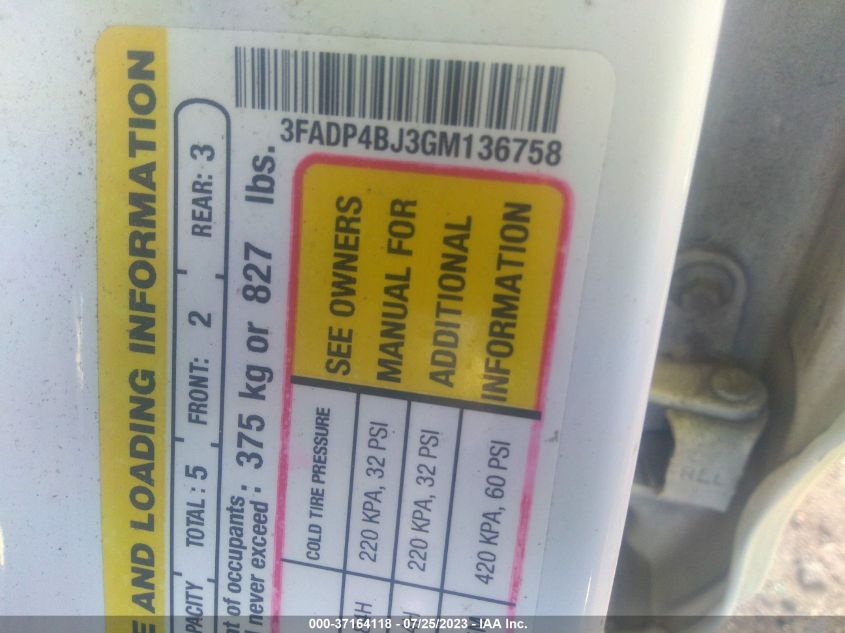 3FADP4BJ3GM136758
E AND LOADING INFORMATION
PACITY TOTAL: 5 FRONT: 2 REAR: 3
nt of occupants
never exceed : 375 kg or 827 lbs.
COLD TIRE PRESSURE
220 KPA, 32 PSI
220 KPA, 32 PSI
420 KPA, 60 PSI
SEE OWNERS
MANUAL FOR
ADDITIONAL
INFORMATION
000-37164118 - 07/25/2023 - IAA Inc.